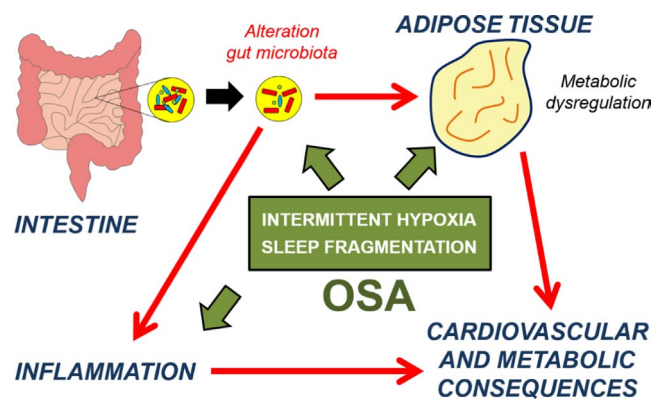 Alteration
gut microbiota
ADIPOSE TISSUE
Metabolic
dysregulation
INTESTINE
INTERMITTENT HYPOXIA
SLEEP FRAGMENTATION
OSA
INFLAMMATION
CARDIOVASCULAR
AND METABOLIC
CONSEQUENCES